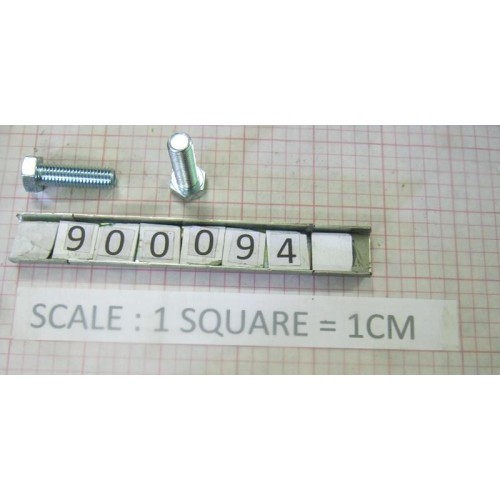 900094
SCALE : 1 SQUARE = 1CM